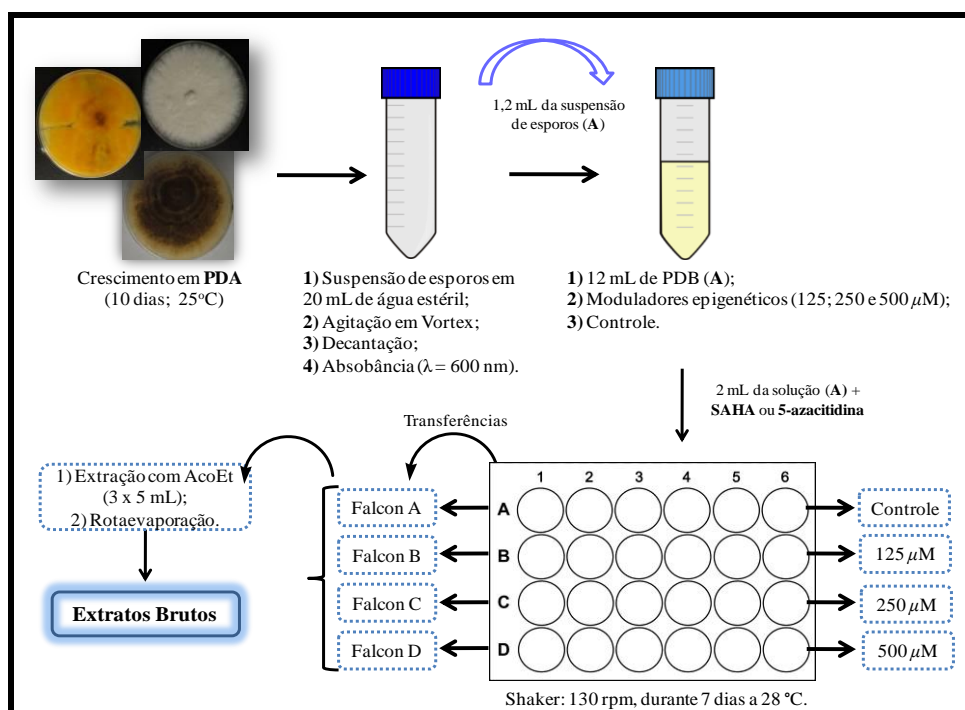 1,2 mL da suspensão
de esporos (A)
Crescimento em PDA
(10 dias; 25°C)
1) Suspensão de esporos em
20 mL de água estéril;
2) Agitação em Vortex;
3) Decantação;
4) Absobância (λ = 600 nm).
1) 12 mL de PDB (A);
2) Moduladores epigenéticos (125; 250 e 500 µM);
3) Controle.
2 mL da solução (A) +
SAHA ou 5-azacitidina
Transferências
1) Extração com AcoEt
(3 x 5 mL);
2) Rotaevaporação.
Extratos Brutos
Falcon A
Falcon B
Falcon C
Falcon D
1 2 3 4 5 6
A
B
C
D
Controle
125 µM
250 µM
500 µM
Shaker: 130 rpm, durante 7 dias a 28 °C.